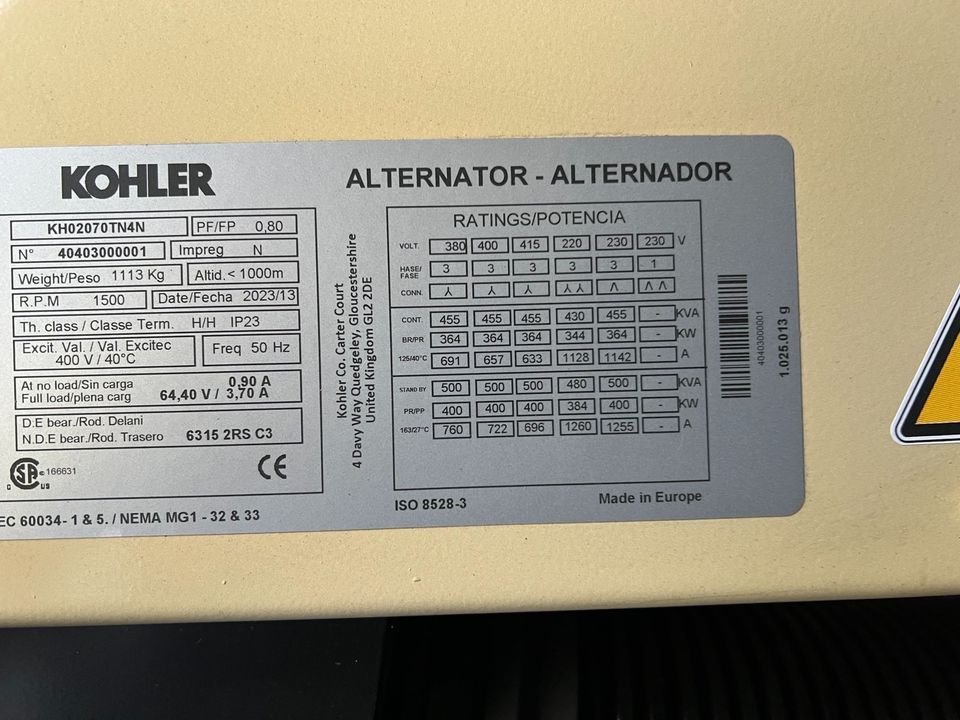 KOHLER
KH02070TN4N PF/FP 0,80
N° 40403000001 Impreg N
Weight/Peso 1113 Kg Altid.< 1000m
R.P.M 1500 Date/Fecha 2023/13
Th. class / Classe Term. H/H IP23
Excit. Val. / Val. Excitec
400 V / 40°C
Freq 50 Hz
At no load/Sin carga 0,90 A
Full load/plena carg 64,40 V / 3,70 A
D.E bear./Rod. Delani
N.D.E bear./Rod. Trasero 6315 2RS C3
SA
C US
166631
CE
EC 60034- 1 & 5. / NEMA MG1 - 32 & 33
Kohler Co. Carter Court
4 Davy Way Quedgeley, Gloucestershire
United Kingdom GL2 2DE
ALTERNATOR - ALTERNADOR
RATINGS/POTENCIA
VOLT. 380 400 415 220 230 230 V
HASE/
FASE
3 3 3 3 3 1
CONN.
CONT. 455 455 455 430 455 - KVA
BR/PR 364 364 364 344 364 - KW
125/40°C 691 657 633 1128 1142 - A
STAND BY 500 500 500 480 500 - KVA
PR/PP 400 400 400 384 400 - KW
163/27°C 760 722 696 1260 1255 - A
ISO 8528-3 Made in Europe
40403000001
1.025.013 g